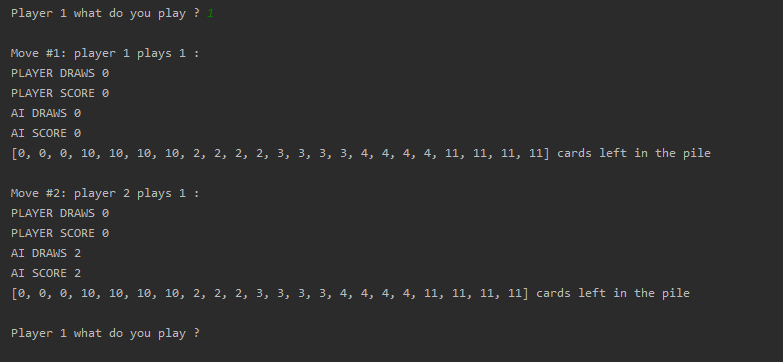 Player 1 what do you play ? 1
Move #1: player 1 plays 1 :
PLAYER DRAWS 0
PLAYER SCORE 0
AI DRAWS 0
AI SCORE 0
[0, 0, 0, 10, 10, 10, 10, 2, 2, 2, 2, 3, 3, 3, 3, 4, 4, 4, 4, 11, 11, 11, 11] cards left in the pile
Move #2: player 2 plays 1 :
PLAYER DRAWS 0
PLAYER SCORE 0
AI DRAWS 2
AI SCORE 2
[0, 0, 0, 10, 10, 10, 10, 2, 2, 2, 3, 3, 3, 3, 4, 4, 4, 4, 11, 11, 11, 11] cards left in the pile
Player 1 what do you play ?